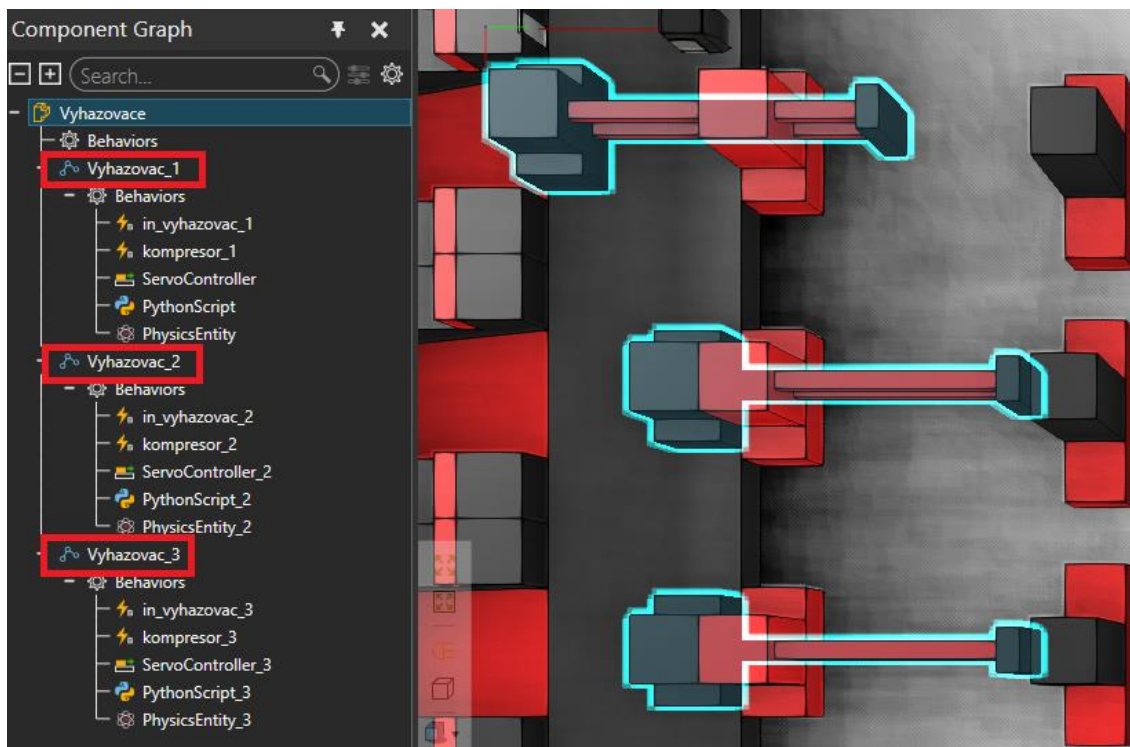 Component Graph
Search...
Vyhazovace
Behaviors
Vyhazovac_1
Behaviors
in_vyhazovac_1
kompresor_1
ServoController
PythonScript
PhysicsEntity
Vyhazovac_2
Behaviors
in_vyhazovac_2
kompresor_2
ServoController_2
PythonScript_2
PhysicsEntity_2
Vyhazovac_3
Behaviors
in_vyhazovac_3
kompresor_3
ServoController_3
PythonScript_3
PhysicsEntity_3